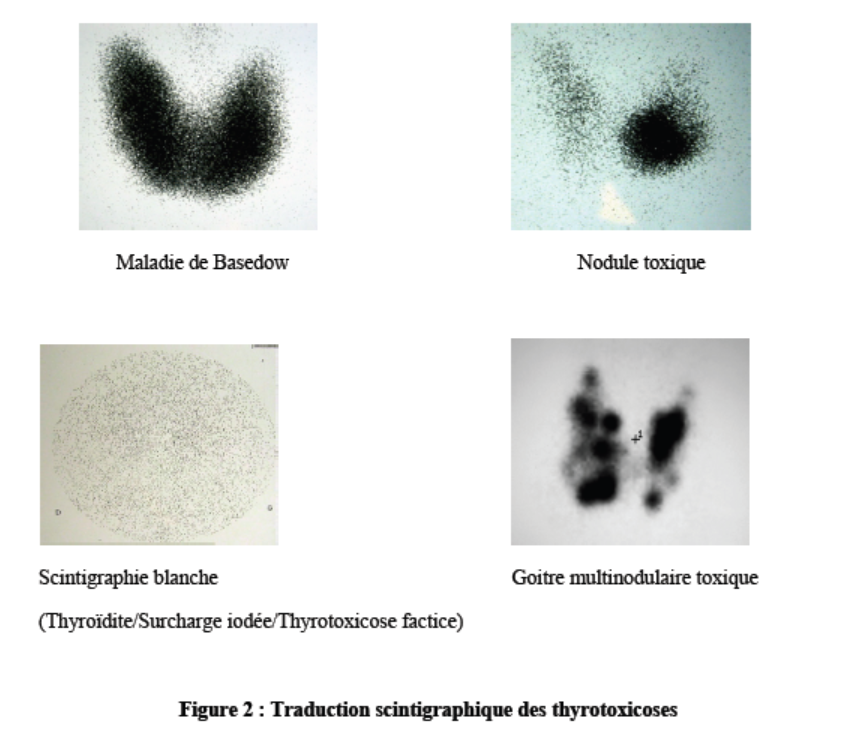 Maladie de Basedow
Nodule toxique
D
G
+1
Scintigraphie blanche
Goitre multinodulaire toxique
(Thyroïdite/Surcharge iodée/Thyrotoxicose factice)
Figure 2 : Traduction scintigraphique des thyrotoxicoses